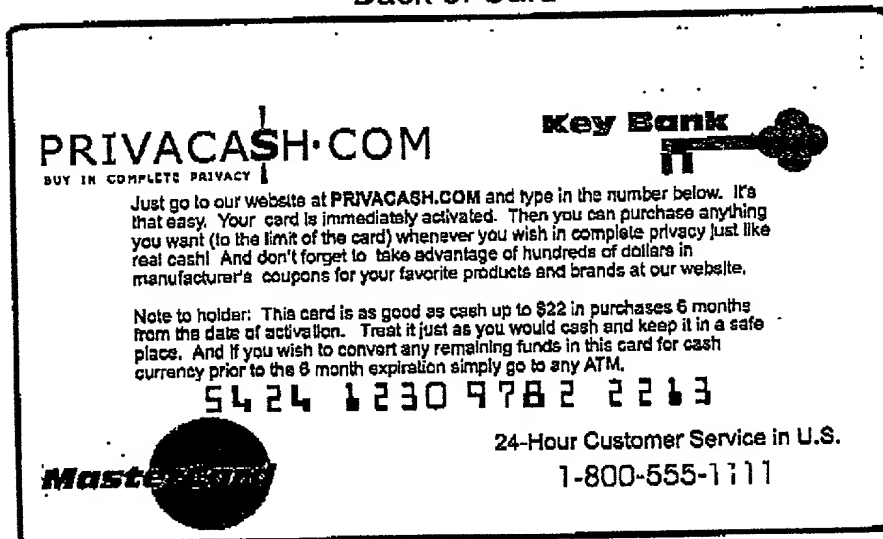 Back of Card
PRIVACASH.COM
BUY IN COMPLETE PRIVACY
Key Bank
Just go to our website at PRIVACASH.COM and type in the number below. It's
that easy. Your card is immediately activated. Then you can purchase anything
you want (to the limit of the card) whenever you wish in complete privacy just like
real cash! And don't forget to take advantage of hundreds of dollars in
manufacturer's coupons for your favorite products and brands at our website.
Note to holder: This card is as good as cash up to $22 in purchases 6 months
from the date of activation. Treat it just as you would cash and keep it in a safe
place. And if you wish to convert any remaining funds in this card for cash
currency prior to the 6 month expiration simply go to any ATM.
5424 1230 9782 2213
24-Hour Customer Service in U.S.
MasterCard
1-800-555-1111